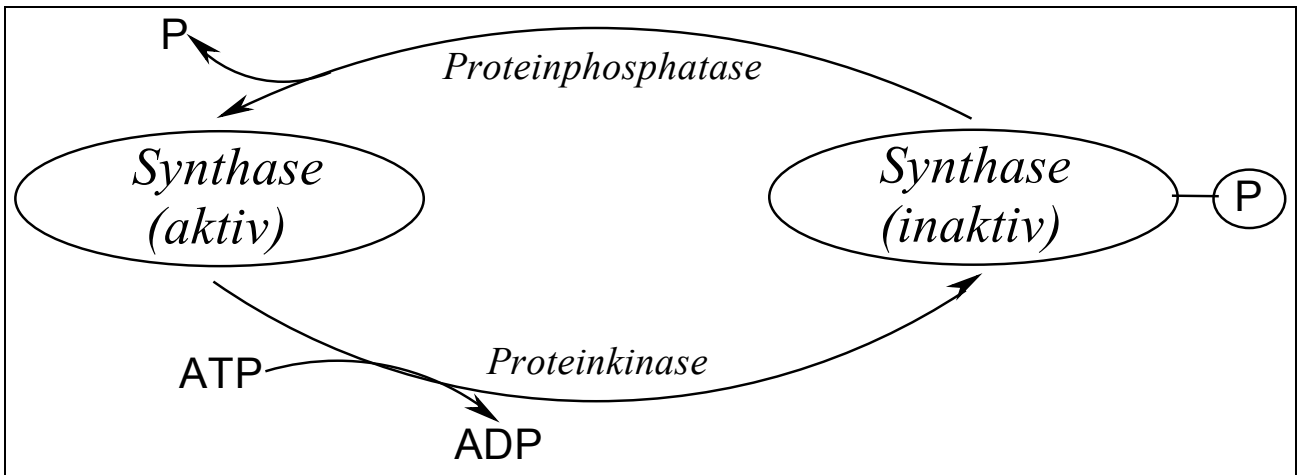 P
Proteinphosphatase
Synthase
(aktiv)
Synthase
(inaktiv)
P
ATP
Proteinkinase
ADP